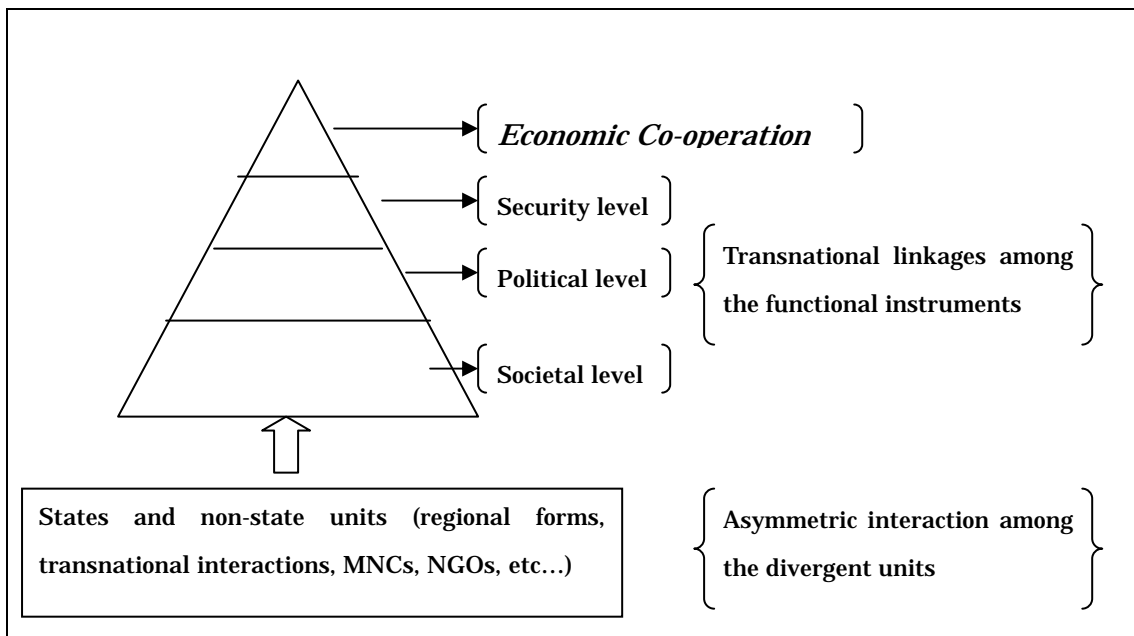 Economic Co-operation
Security level
Political level
Transnational linkages among
the functional instruments
Societal level
States and non-state units (regional forms,
transnational interactions, MNCs, NGOs, etc…)
Asymmetric interaction among
the divergent units